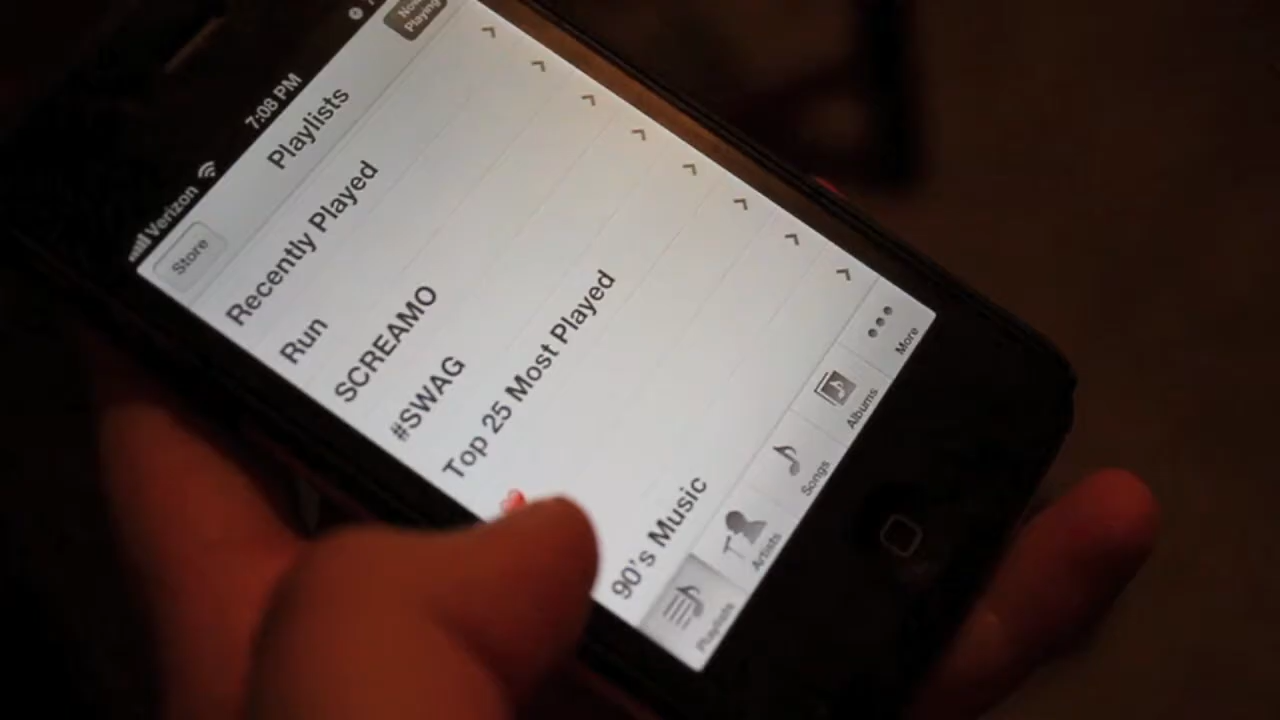 Verizon
7:08 PM
Store
Playlists
Now
Playing
Recently Played
Run
SCREAMO
#SWAG
Top 25 Most Played
90's Music
Playlists
Artists
Songs
Albums
More